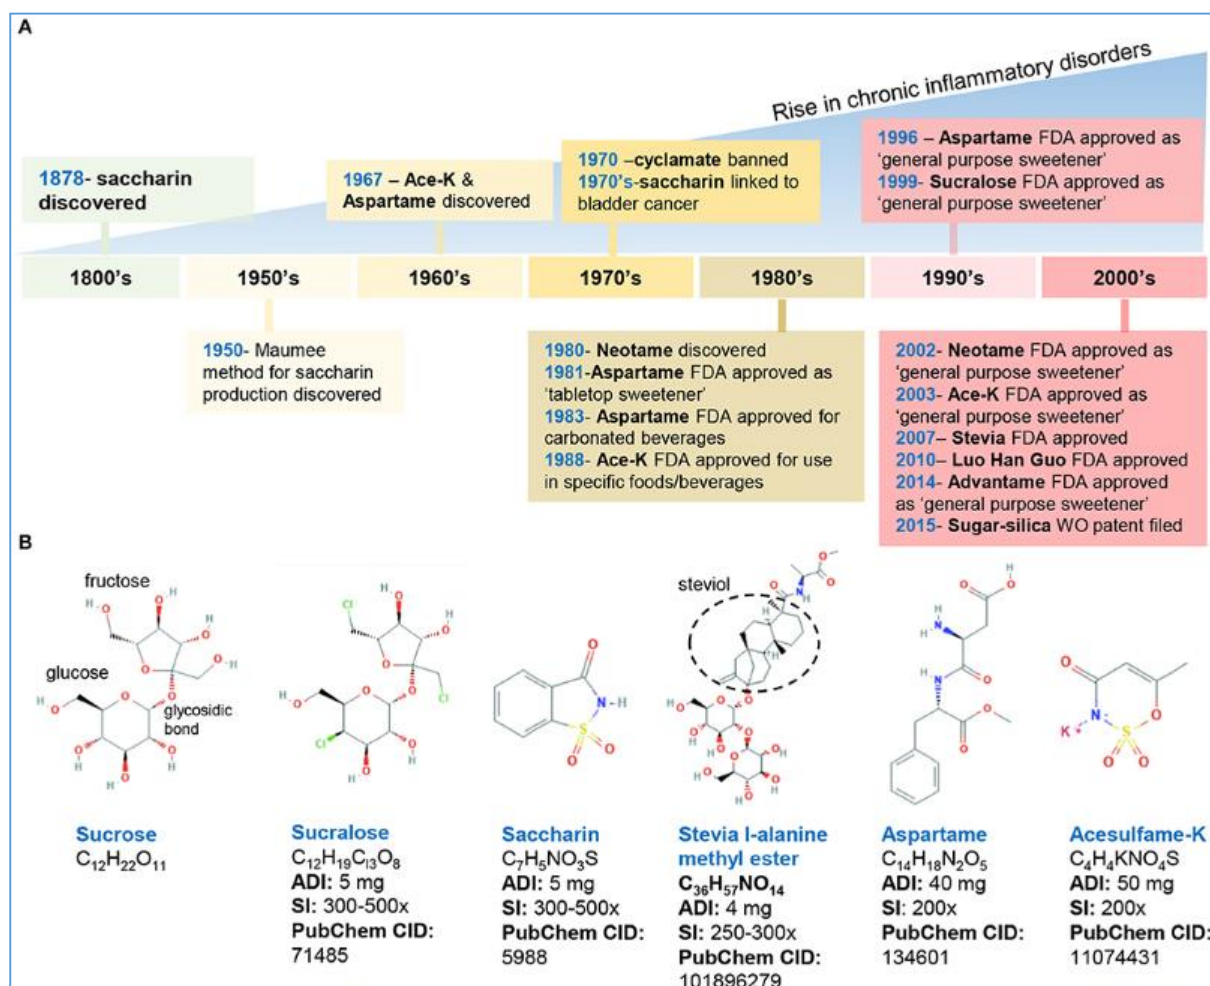 A
Rise in chronic inflammatory disorders
1878- saccharin
discovered
1967 – Ace-K &
Aspartame discovered
1970 –cyclamate banned
1970's-saccharin linked to
bladder cancer
1996 – Aspartame FDA approved as
'general purpose sweetener'
1999- Sucralose FDA approved as
'general purpose sweetener'
1800's
1950's
1960's
1970's
1980's
1990's
2000's
1950- Maumee
method for saccharin
production discovered
1980- Neotame discovered
1981-Aspartame FDA approved as
'tabletop sweetener'
1983- Aspartame FDA approved for
carbonated beverages
1988- Ace-K FDA approved for use
in specific foods/beverages
2002- Neotame FDA approved as
'general purpose sweetener'
2003- Ace-K FDA approved as
'general purpose sweetener'
2007– Stevia FDA approved
2010– Luo Han Guo FDA approved
2014- Advantame FDA approved
as 'general purpose sweetener'
2015- Sugar-silica WO patent filed
B
fructose
glucose
glycosidic
bond
steviol
Sucrose
C12H22O11
Sucralose
C12H19Cl3O8
ADI: 5 mg
SI: 300-500x
PubChem CID:
71485
Saccharin
C7H5NO3S
ADI: 5 mg
SI: 300-500x
PubChem CID:
5988
Stevia l-alanine
methyl ester
C36H57NO14
ADI: 4 mg
SI: 250-300x
PubChem CID:
101896279
Aspartame
C14H18N2O5
ADI: 40 mg
SI: 200x
PubChem CID:
134601
Acesulfame-K
C4H4KNO4S
ADI: 50 mg
SI: 200x
PubChem CID:
11074431